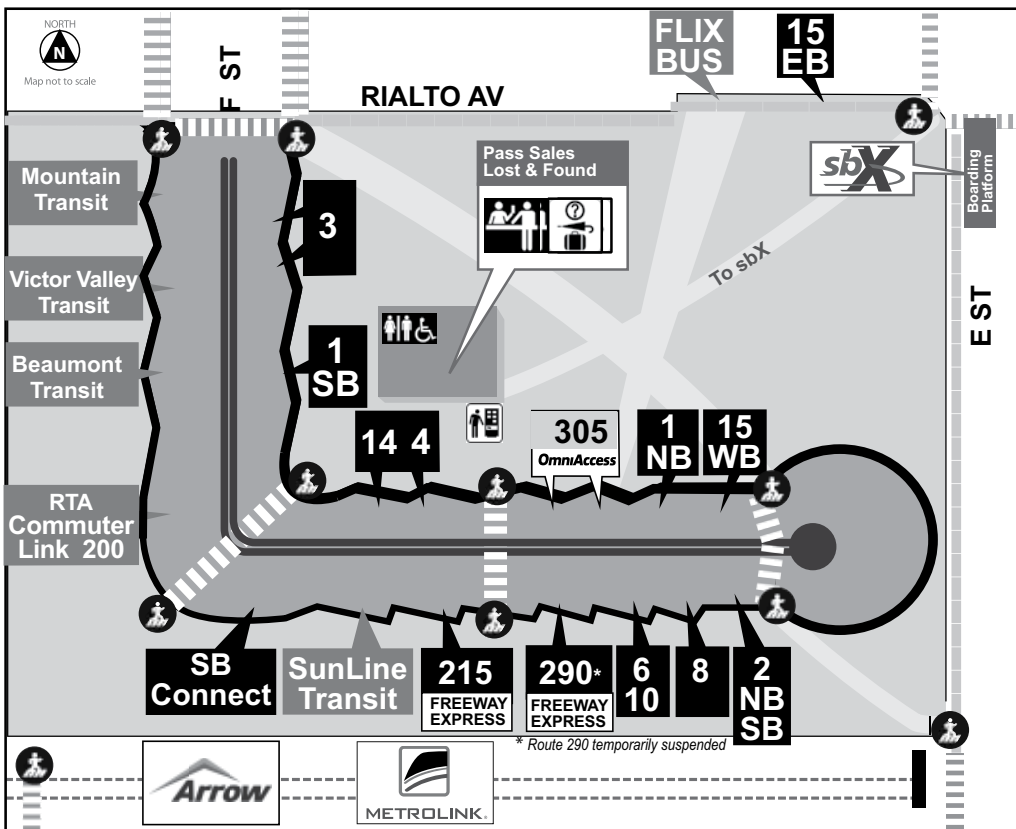 NORTH
N
Map not to scale
F ST
RIALTO AV
FLIX
BUS
15
EB
Mountain
Transit
Pass Sales
Lost & Found
?
sbX
Boarding
Platform
3
To sbX
Victor Valley
Transit
E ST
Beaumont
Transit
1
SB
14
4
305
OmniAccess
1
NB
15
WB
RTA
Commuter
Link 200
SB
Connect
SunLine
Transit
215
FREEWAY
EXPRESS
290*
FREEWAY
EXPRESS
6
10
8
2
NB
SB
* Route 290 temporarily suspended
Arrow
METROLINK.